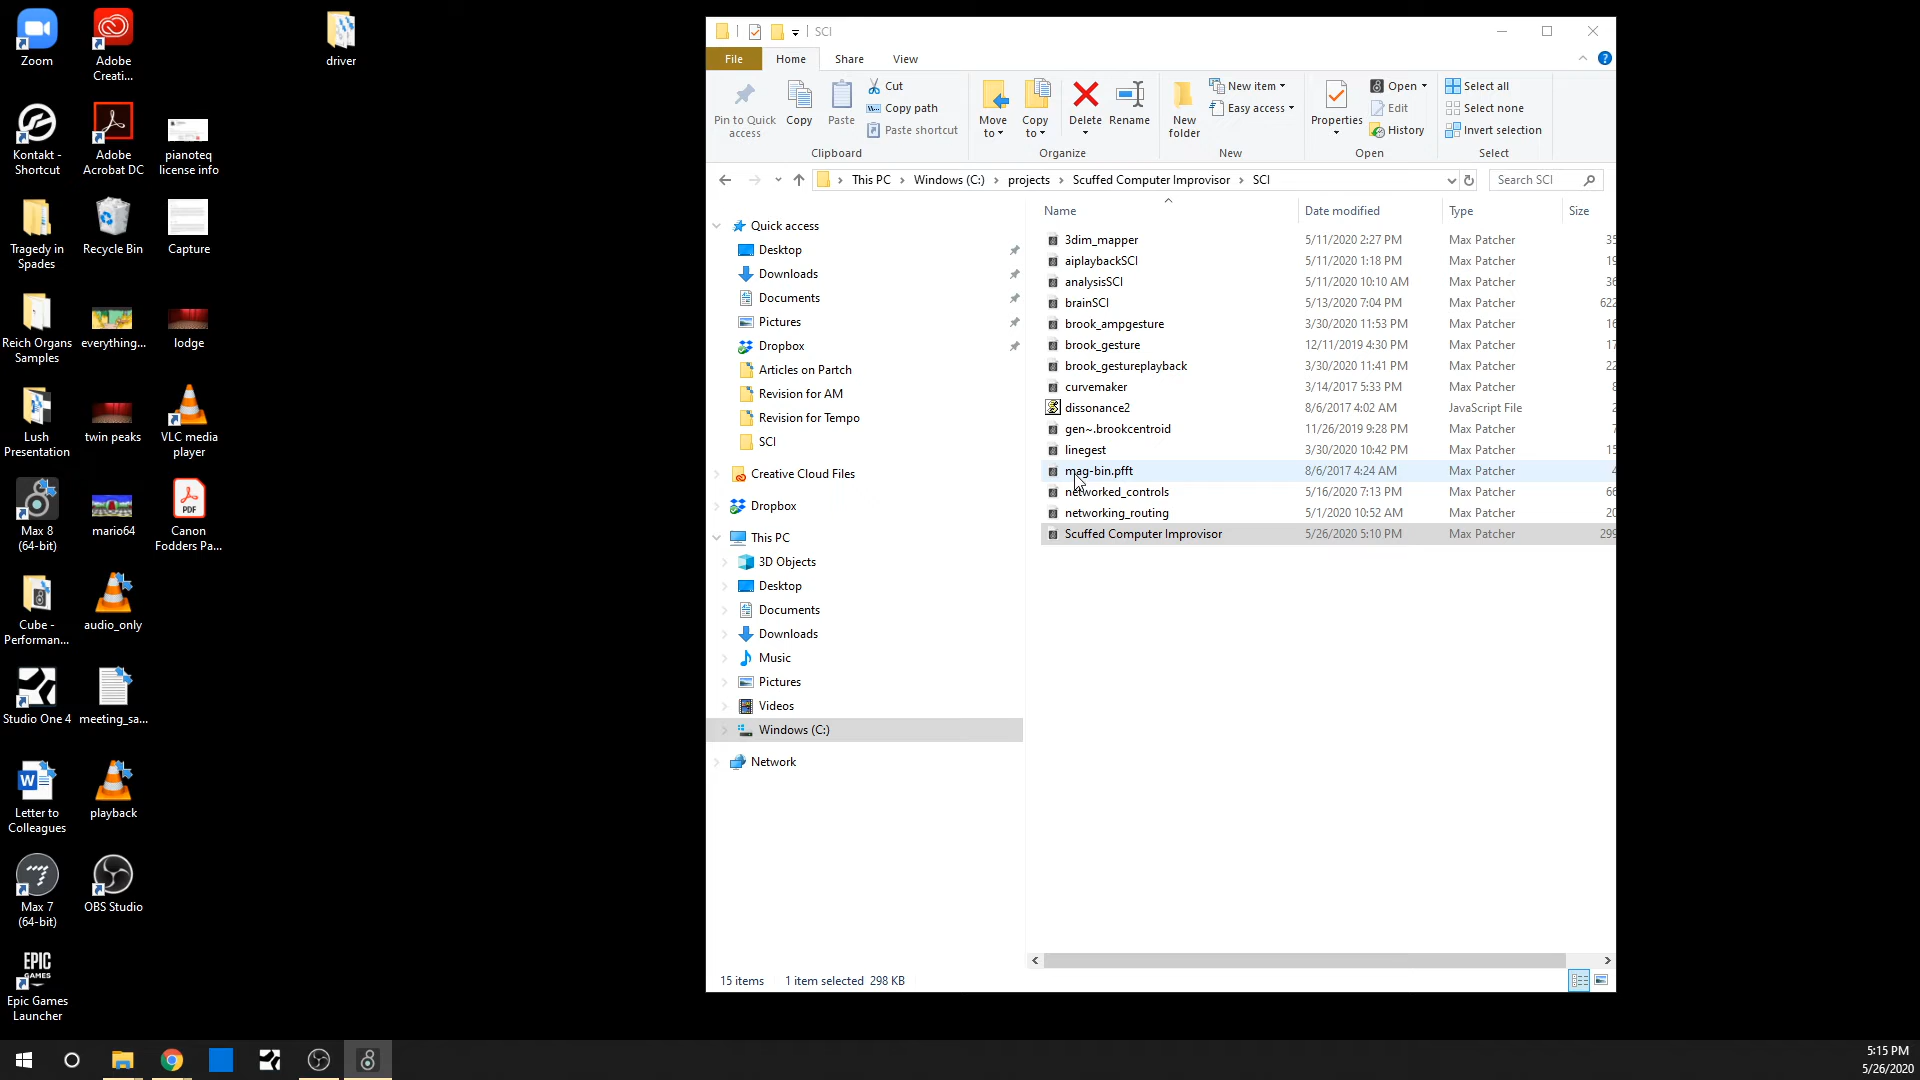 Zoom
Adobe
Creati...
driver
Kontakt -
Shortcut
Adobe
Acrobat DC
pianoteq
license info
Tragedy in
Spades
Recycle Bin
Capture
Reich Organs
Samples
everything...
lodge
Lush
Presentation
twin peaks
VLC media
player
Max 8
(64-bit)
mario64
PDF
Canon
Fodders Pa...
Cube -
Performan...
audio_only
Studio One 4
meeting_sa...
Letter to
Colleagues
playback
Max 7
(64-bit)
OBS Studio
EPIC
GAMES
Epic Games
Launcher
SCI
File Home Share View
Pin to Quick
access
Copy
Paste
Cut
Copy path
Paste shortcut
Clipboard
Move
to
Copy
to
Delete
Rename
Organize
New
folder
New item
Easy access
New
Properties
Open
Edit
History
Open
Select all
Select none
Invert selection
Select
This PC > Windows (C:) > projects > Scuffed Computer Improvisor > SCI
Search SCI
Quick access
Desktop
Downloads
Documents
Pictures
Dropbox
Articles on Partch
Revision for AM
Revision for Tempo
SCI
Creative Cloud Files
Dropbox
This PC
3D Objects
Desktop
Documents
Downloads
Music
Pictures
Videos
Windows (C:)
Network
Name Date modified Type Size
3dim_mapper 5/11/2020 2:27 PM Max Patcher 35
aiplaybackSCI 5/11/2020 1:18 PM Max Patcher 19
analysisSCI 5/11/2020 10:10 AM Max Patcher 36
brainSCI 5/13/2020 7:04 PM Max Patcher 622
brook_ampgesture 3/30/2020 11:53 PM Max Patcher 16
brook_gesture 12/11/2019 4:30 PM Max Patcher 17
brook_gestureplayback 3/30/2020 11:41 PM Max Patcher 22
curvemaker 3/14/2017 5:33 PM Max Patcher 8
dissonance2 8/6/2017 4:02 AM JavaScript File 2
gen~.brookcentroid 11/26/2019 9:28 PM Max Patcher 7
linegest 3/30/2020 10:42 PM Max Patcher 15
mag-bin.pfft 8/6/2017 4:24 AM Max Patcher 4
networked_controls 5/16/2020 7:13 PM Max Patcher 66
networking_routing 5/1/2020 10:52 AM Max Patcher 20
Scuffed Computer Improvisor 5/26/2020 5:10 PM Max Patcher 299
15 items 1 item selected 298 KB
5:15 PM
5/26/2020